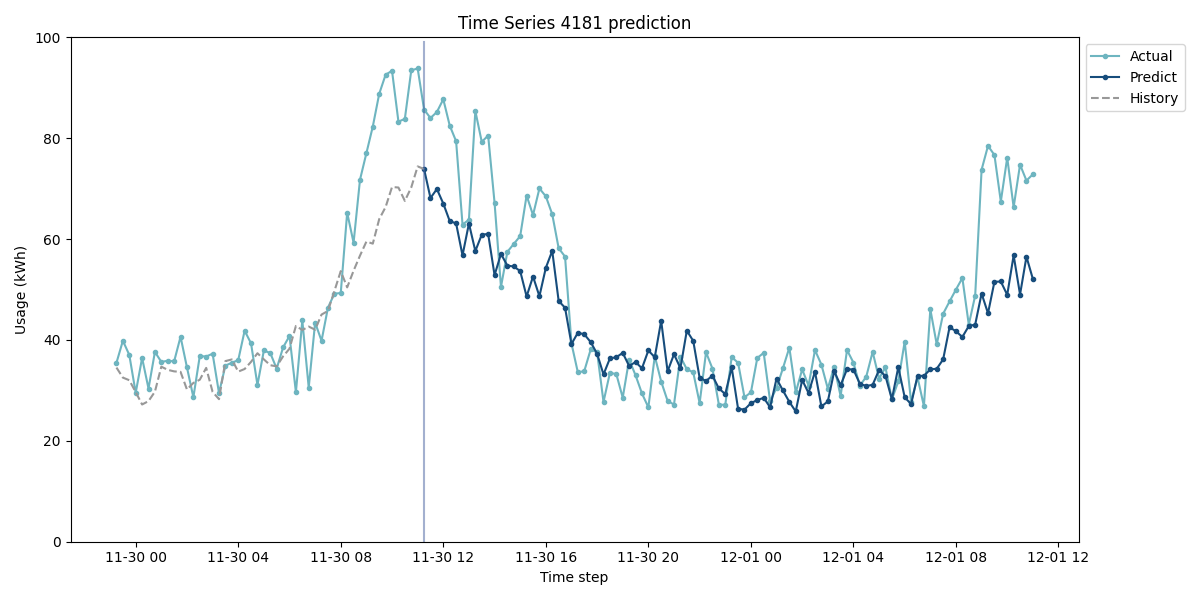 Time Series 4181 prediction
Usage (kWh)
100
80
60
40
20
0
11-30 00
11-30 04
11-30 08
11-30 12
11-30 16
11-30 20
12-01 00
12-01 04
12-01 08
12-01 12
Time step
Actual
Predict
History